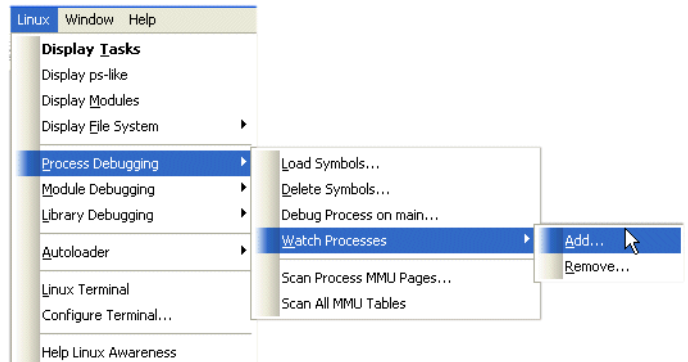 Linux Window Help
Display Tasks
Display ps-like
Display Modules
Display File System
Process Debugging
Module Debugging
Library Debugging
Autoloader
Linux Terminal
Configure Terminal...
Help Linux Awareness
Load Symbols...
Delete Symbols...
Debug Process on main...
Watch Processes
Scan Process MMU Pages...
Scan All MMU Tables
Add...
Remove...